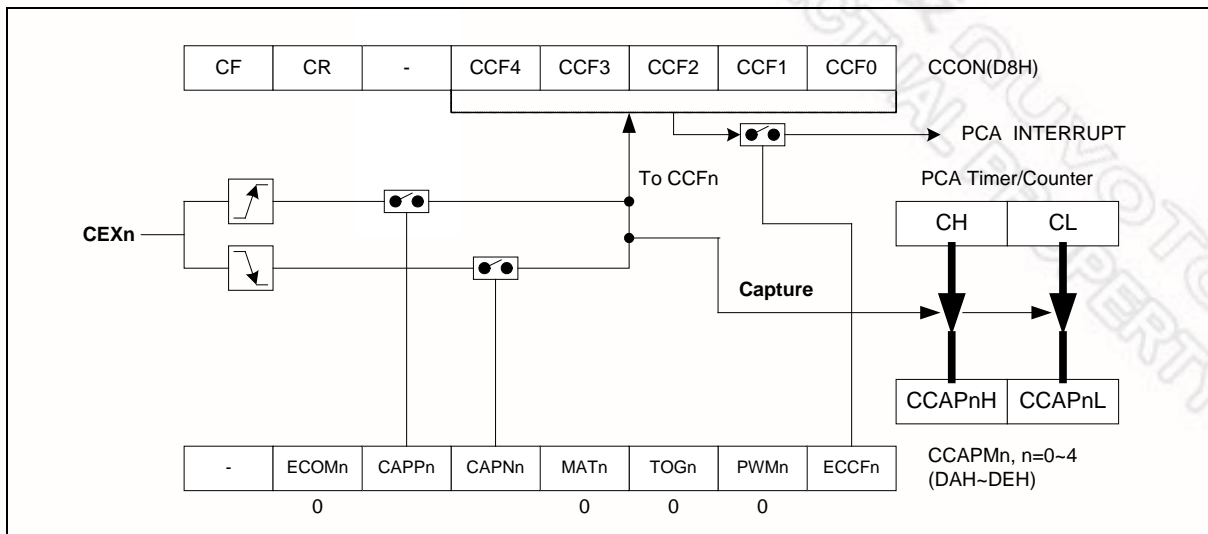 CF CR - CCF4 CCF3 CCF2 CCF1 CCF0 CCON(D8H)
PCA INTERRUPT
To CCFn
PCA Timer/Counter
CH CL
CEXn
Capture
CCAPnH CCAPnL
- ECOMn CAPPn CAPNn MATn TOGn PWMn ECCFn
CCAPMn, n=0~4
(DAH~DEH)
0 0 0 0
NUVOTO
PROPERTY